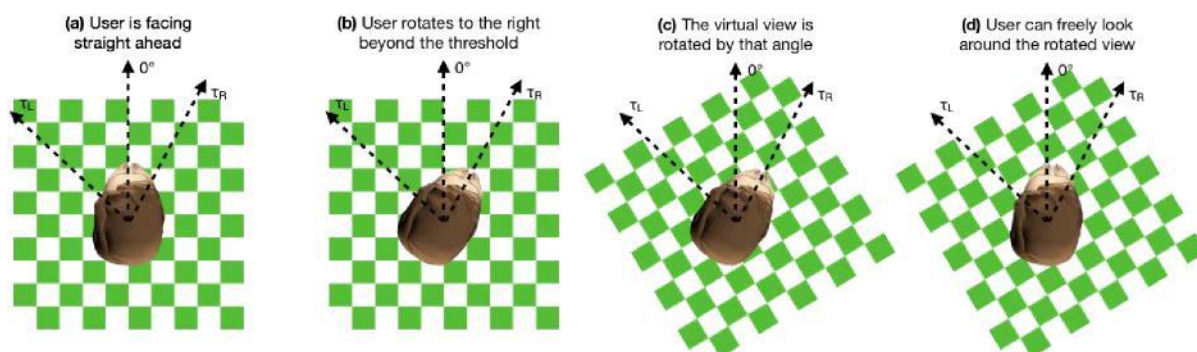 (a) User is facing
straight ahead
0°
τL
τR
(b) User rotates to the right
beyond the threshold
0°
τL
τR
(c) The virtual view is
rotated by that angle
0°
τL
τR
(d) User can freely look
around the rotated view
0°
τL
τR